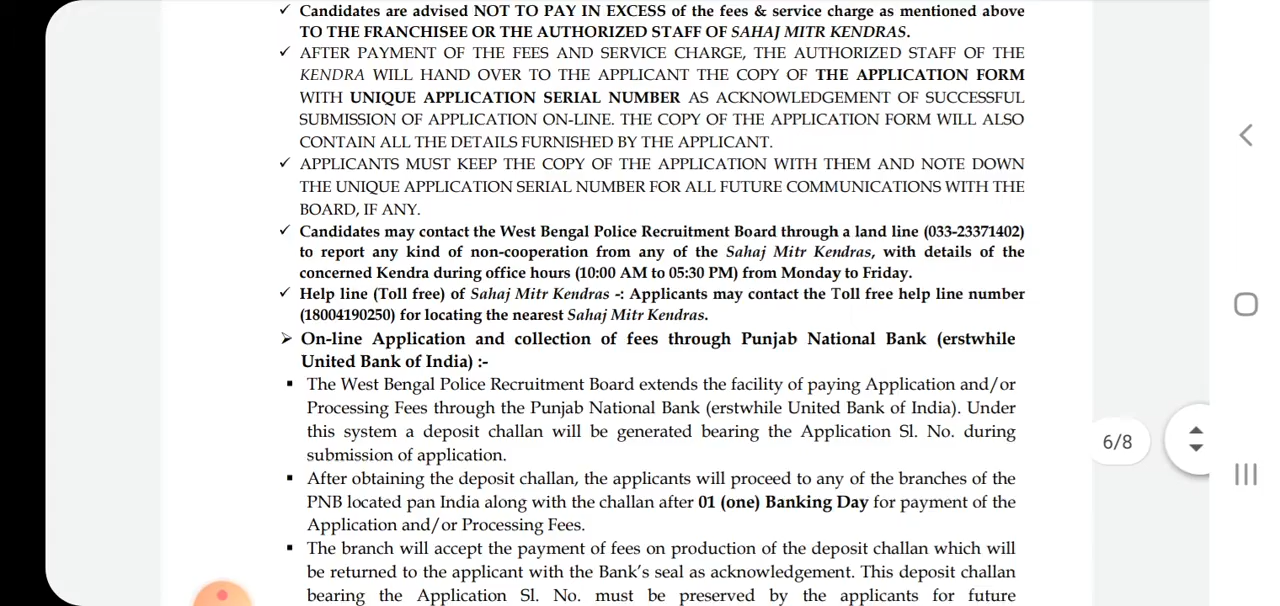 ✓ Candidates are advised NOT TO PAY IN EXCESS of the fees & service charge as mentioned above
TO THE FRANCHISEE OR THE AUTHORIZED STAFF OF SAHAJ MITR KENDRAS.
✓ AFTER PAYMENT OF THE FEES AND SERVICE CHARGE, THE AUTHORIZED STAFF OF THE
KENDRA WILL HAND OVER TO THE APPLICANT THE COPY OF THE APPLICATION FORM
WITH UNIQUE APPLICATION SERIAL NUMBER AS ACKNOWLEDGEMENT OF SUCCESSFUL
SUBMISSION OF APPLICATION ON-LINE. THE COPY OF THE APPLICATION FORM WILL ALSO
CONTAIN ALL THE DETAILS FURNISHED BY THE APPLICANT.
✓ APPLICANTS MUST KEEP THE COPY OF THE APPLICATION WITH THEM AND NOTE DOWN
THE UNIQUE APPLICATION SERIAL NUMBER FOR ALL FUTURE COMMUNICATIONS WITH THE
BOARD, IF ANY.
✓ Candidates may contact the West Bengal Police Recruitment Board through a land line (033-23371402)
to report any kind of non-cooperation from any of the Sahaj Mitr Kendras, with details of the
concerned Kendra during office hours (10:00 AM to 05:30 PM) from Monday to Friday.
✓ Help line (Toll free) of Sahaj Mitr Kendras -: Applicants may contact the Toll free help line number
(18004190250) for locating the nearest Sahaj Mitr Kendras.
➢ On-line Application and collection of fees through Punjab National Bank (erstwhile
United Bank of India) :-
▪ The West Bengal Police Recruitment Board extends the facility of paying Application and/or
Processing Fees through the Punjab National Bank (erstwhile United Bank of India). Under
this system a deposit challan will be generated bearing the Application Sl. No. during
submission of application.
▪ After obtaining the deposit challan, the applicants will proceed to any of the branches of the
PNB located pan India along with the challan after 01 (one) Banking Day for payment of the
Application and/or Processing Fees.
▪ The branch will accept the payment of fees on production of the deposit challan which will
be returned to the applicant with the Bank's seal as acknowledgement. This deposit challan
bearing the Application Sl. No. must be preserved by the applicants for future
6/8